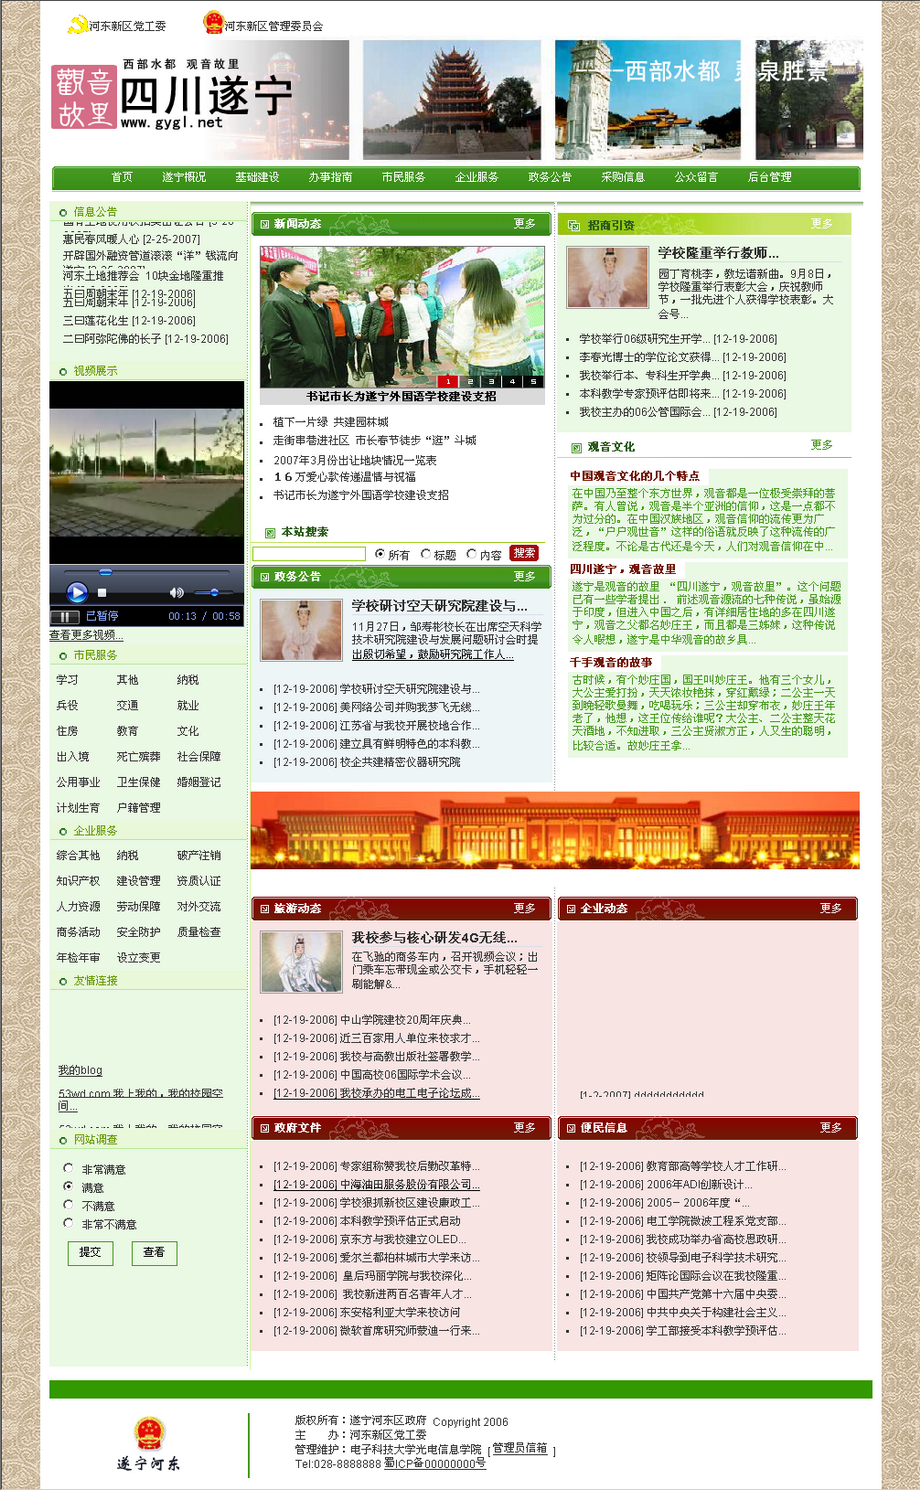 河东新区党工委
河东新区管理委员会
西部水都 观音故里
觀音故里
四川遂宁
www.gygl.net
西部水都
首页 遂宁概况 基础建设 办事指南 市民服务 企业服务 政务公告 采购信息 公众留言 后台管理
信息公告
惠民春风暖人心 [2-25-2007]
开辟国外融资管道滚滚“洋”钱流向
河东土地推荐会 10块金地隆重推
五日周朝末年 [12-19-2006]
三日莲花化生 [12-19-2006]
二日阿弥陀佛的长子 [12-19-2006]
视频展示
已暂停 00:13 / 00:58
查看更多视频...
市民服务
学习 其他 纳税
兵役 交通 就业
住房 教育 文化
出入境 死亡殡葬 社会保障
公用事业 卫生保健 婚姻登记
计划生育 户籍管理
企业服务
综合其他 纳税 破产注销
知识产权 建设管理 资质认证
人力资源 劳动保障 对外交流
商务活动 安全防护 质量检查
年检年审 设立变更
友情连接
我的blog
53wd.com 我上我的，我的校园空
间...
网站调查
非常满意
满意
不满意
非常不满意
提交 查看
新闻动态 更多
1 2 3 4 5
书记市长为遂宁外国语学校建设支招
植下一片绿 共建园林城
走街串巷进社区 市长春节徒步“逛”斗城
2007年3月份出让地块情况一览表
１６万爱心款传递温情与祝福
书记市长为遂宁外国语学校建设支招
本站搜索
所有 标题 内容 搜索
政务公告 更多
学校研讨空天研究院建设与...
11月27日，邹寿彬校长在出席空天科学
技术研究院建设与发展问题研讨会时提
出殷切希望，鼓励研究院工作人...
[12-19-2006] 学校研讨空天研究院建设与...
[12-19-2006] 美网络公司并购我梦飞无线...
[12-19-2006] 江苏省与我校开展校地合作...
[12-19-2006] 建立具有鲜明特色的本科教...
[12-19-2006] 校企共建精密仪器研究院
招商引资 更多
学校隆重举行教师...
园丁育桃李，教坛谱新曲。9月8日，
学校隆重举行表彰大会，庆祝教师
节，一批先进个人获得学校表彰。大
会号...
学校举行06级研究生开学... [12-19-2006]
李春光博士的学位论文获得... [12-19-2006]
我校举行本、专科生开学典... [12-19-2006]
本科教学专家预评估即将来... [12-19-2006]
我校主办的06公管国际会... [12-19-2006]
观音文化 更多
中国观音文化的几个特点
在中国乃至整个东方世界，观音都是一位极受崇拜的菩
萨。有人曾说，观音是半个亚洲的信仰，这是一点都不
为过分的。在中国汉族地区，观音信仰的流传更为广
泛，“户户观世音”这样的俗语就反映了这种流传的广
泛程度。不论是古代还是今天，人们对观音信仰在中...
四川遂宁，观音故里
遂宁是观音的故里 “四川遂宁，观音故里”。这个问题
已有一些学者提出． 前述观音源流的七种传说，虽始源
于印度，但进入中国之后，有详细居住地的多在四川遂
宁，观音之父都名妙庄王，而且都是三姊妹，这种传说
令人暇想，遂宁是中华观音的故乡具...
千手观音的故事
古时候，有个妙庄国，国王叫妙庄王。他有三个女儿，
大公主爱打扮，天天浓妆艳抹，穿红戴绿；二公主一天
到晚轻歌曼舞，吃喝玩乐；三公主却穿布衣，妙庄王年
老了，他想，这王位传给谁呢？大公主、二公主整天花
天酒地，不知进取，三公主贤淑方正，人又生的聪明，
比较合适。故妙庄王拿...
旅游动态 更多
我校参与核心研发4G无线...
在飞驰的商务车内，召开视频会议；出
门乘车忘带现金或公交卡，手机轻轻一
刷能解&...
[12-19-2006] 中山学院建校20周年庆典...
[12-19-2006] 近三百家用人单位来校求才...
[12-19-2006] 我校与高教出版社签署教学...
[12-19-2006] 中国高校06国际学术会议...
[12-19-2006] 我校承办的电工电子论坛成...
企业动态 更多
[1-2-2007] ddddddddddd
政府文件 更多
[12-19-2006] 专家组称赞我校后勤改革特...
[12-19-2006] 中海油田服务股份有限公司...
[12-19-2006] 学校狠抓新校区建设廉政工...
[12-19-2006] 本科教学预评估正式启动
[12-19-2006] 京东方与我校建立OLED...
[12-19-2006] 爱尔兰都柏林城市大学来访...
[12-19-2006] 皇后玛丽学院与我校深化...
[12-19-2006] 我校新进两百名青年人才...
[12-19-2006] 东安格利亚大学来校访问
[12-19-2006] 微软首席研究师蒙迪一行来...
便民信息 更多
[12-19-2006] 教育部高等学校人才工作研...
[12-19-2006] 2006年ADI创新设计...
[12-19-2006] 2005－2006年度“...
[12-19-2006] 电工学院微波工程系党支部...
[12-19-2006] 我校成功举办省高校思政研...
[12-19-2006] 校领导到电子科学技术研究...
[12-19-2006] 矩阵论国际会议在我校隆重...
[12-19-2006] 中国共产党第十六届中央委...
[12-19-2006] 中共中央关于构建社会主义...
[12-19-2006] 学工部接受本科教学预评估...
遂宁河东
版权所有：遂宁河东区政府 Copyright 2006
主 办：河东新区党工委
管理维护：电子科技大学光电信息学院 [ 管理员信箱 ]
Tel:028-8888888 蜀ICP备00000000号